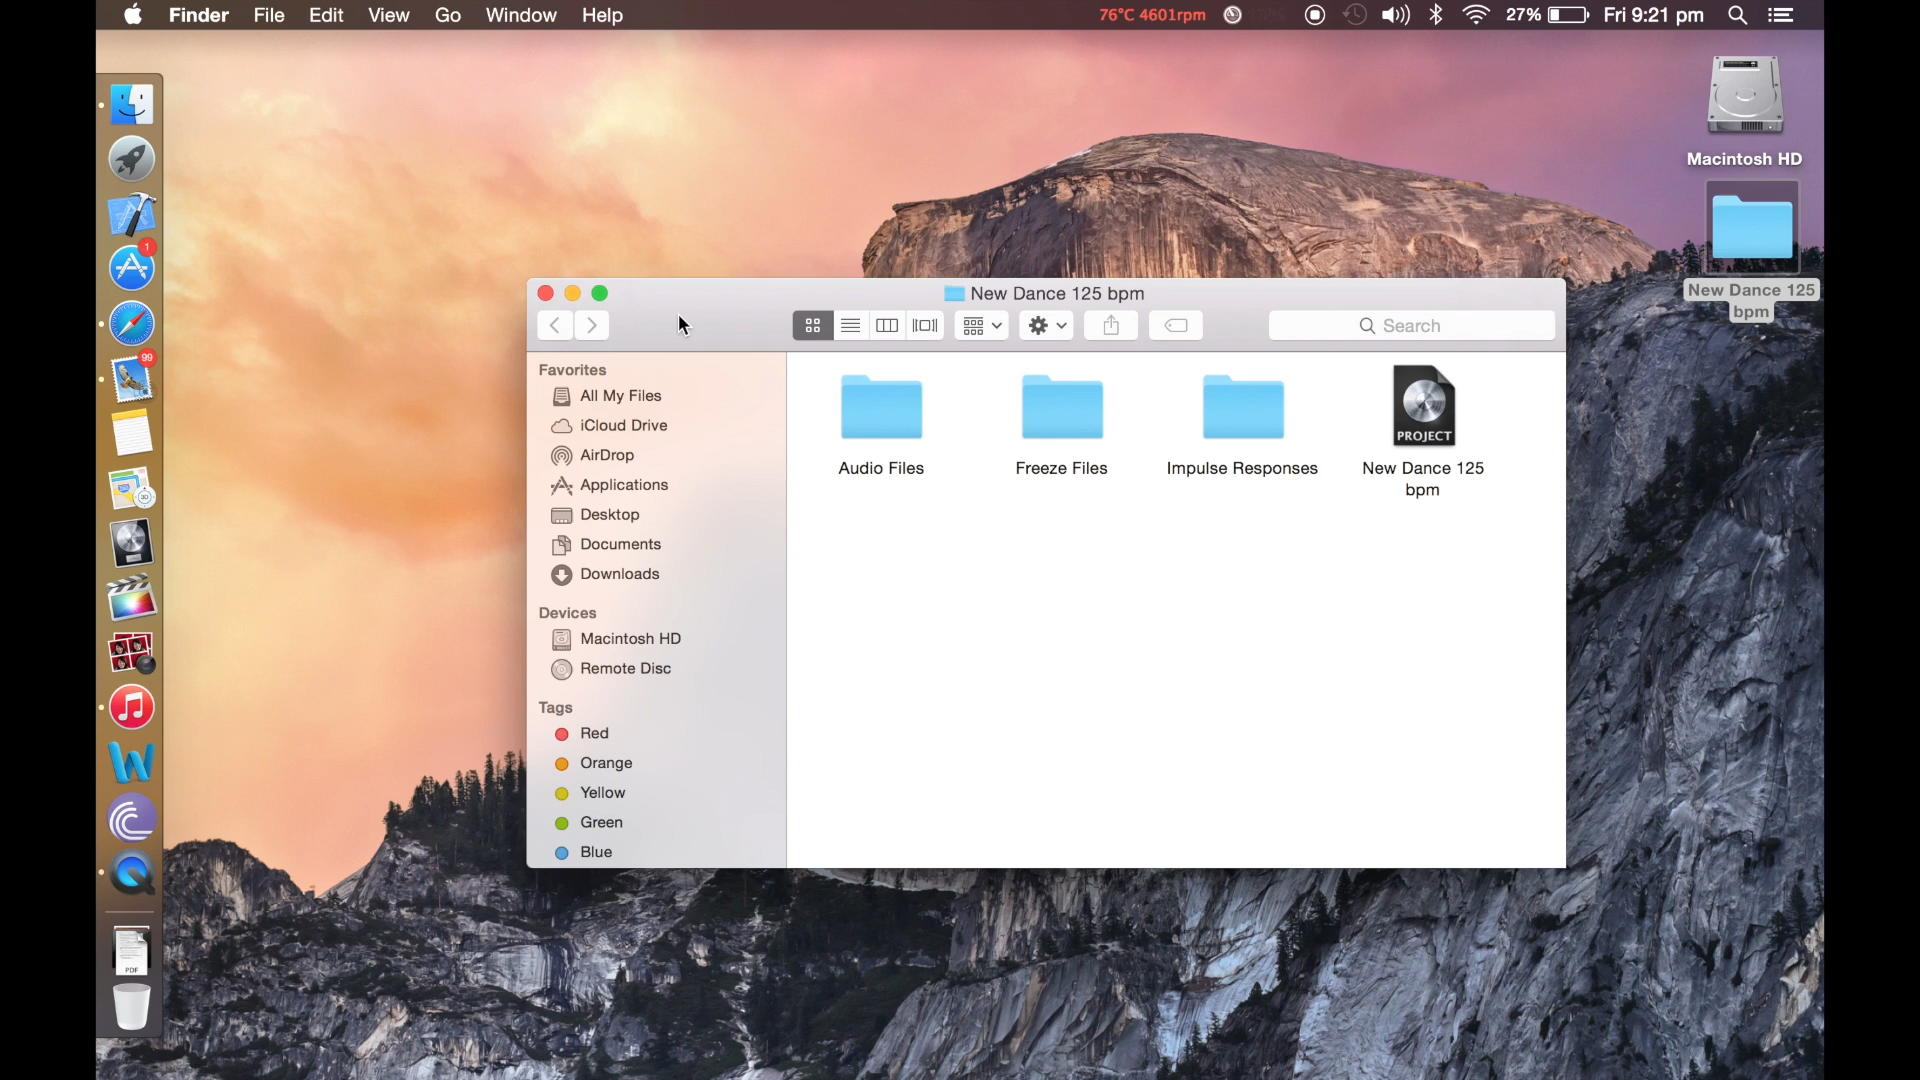 Finder File Edit View Go Window Help
76°C 4601rpm 27% Fri 9:21 pm
Macintosh HD
New Dance 125
bpm
1
99
30
PDF
New Dance 125 bpm
Search
Favorites
All My Files
iCloud Drive
AirDrop
Applications
Desktop
Documents
Downloads
Devices
Macintosh HD
Remote Disc
Tags
Red
Orange
Yellow
Green
Blue
PROJECT
Audio Files Freeze Files Impulse Responses New Dance 125
bpm